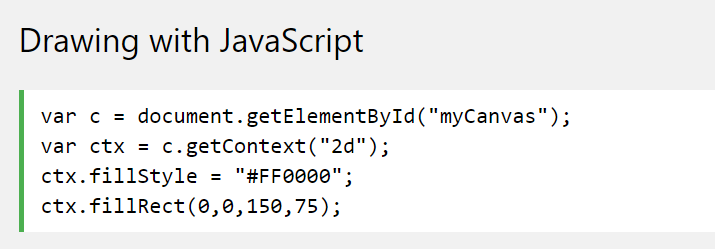 Drawing with JavaScript
var c = document.getElementById("myCanvas");
var ctx = c.getContext("2d");
ctx.fillStyle = "#FF0000";
ctx.fillRect(0,0,150,75);